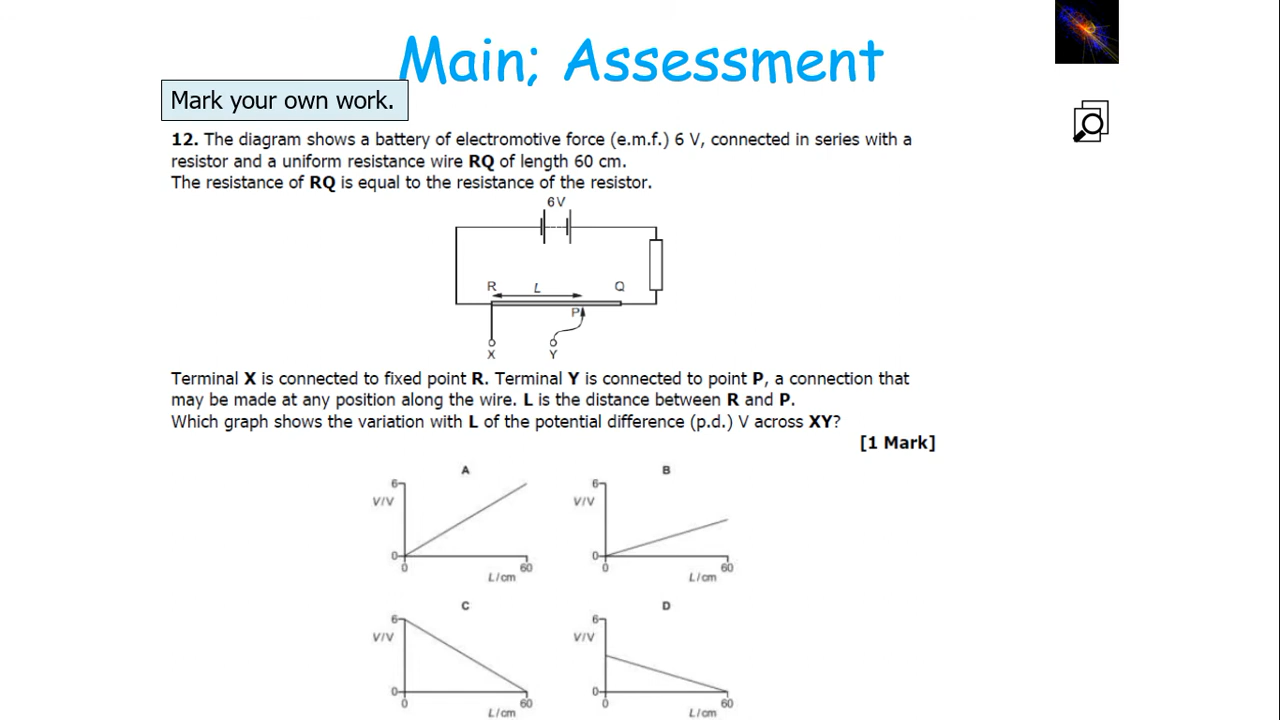 Main; Assessment
Mark your own work.
12. The diagram shows a battery of electromotive force (e.m.f.) 6 V, connected in series with a
resistor and a uniform resistance wire RQ of length 60 cm.
The resistance of RQ is equal to the resistance of the resistor.
6V
R L Q
P
X Y
Terminal X is connected to fixed point R. Terminal Y is connected to point P, a connection that
may be made at any position along the wire. L is the distance between R and P.
Which graph shows the variation with L of the potential difference (p.d.) V across XY?
[1 Mark]
A B
6 6
V/V V/V
0 0
0 60 0 60
L/cm L/cm
C D
6 6
V/V V/V
0 0
0 60 0 60
L/cm L/cm